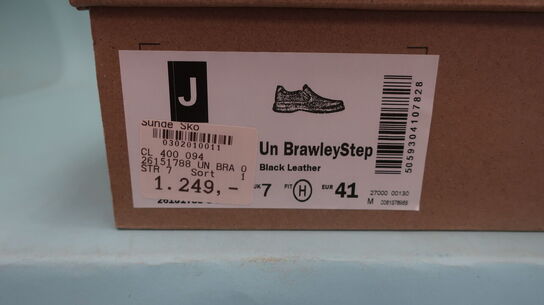 J
Sunde Sko
0302010011
CL 400 094
26151788 UN BRA 0
STR 7 Sort 1
1.249,-
Un BrawleyStep
Black Leather
UK 7 FIT H EUR 41
27000 00130
M
5059304107828